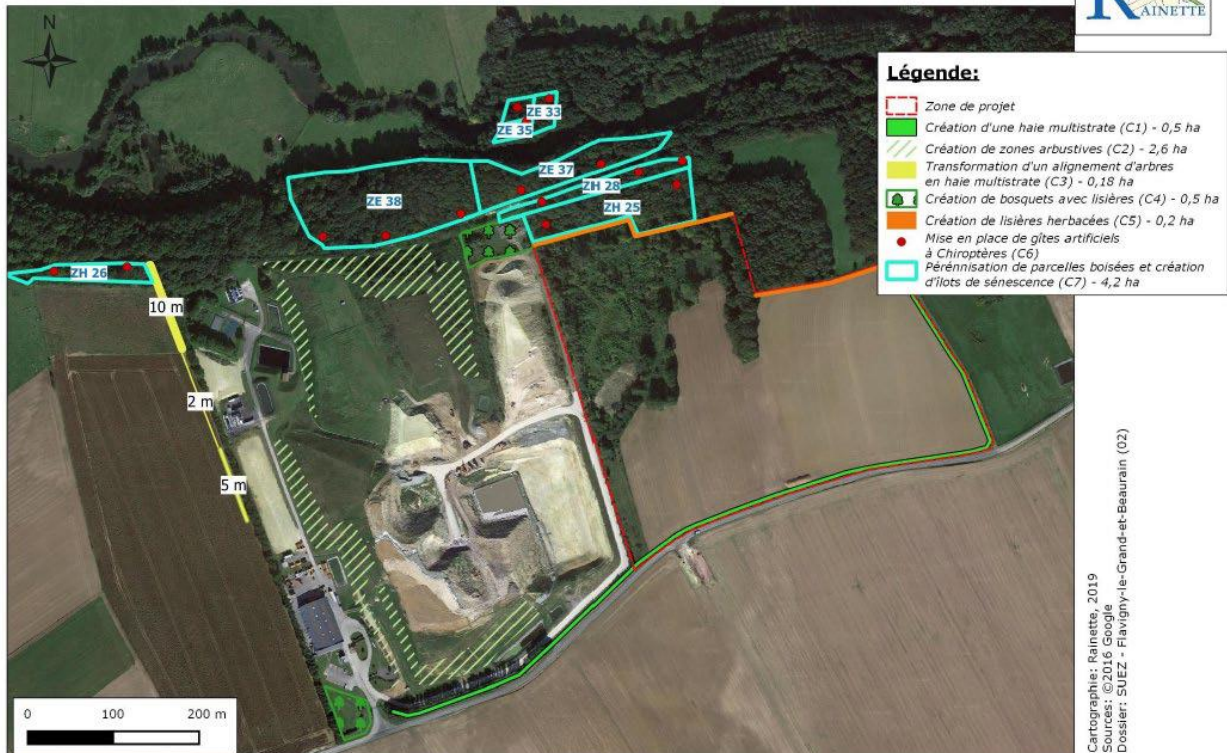 RAINETTE
N
Légende:
Zone de projet
Création d'une haie multistrate (C1) - 0,5 ha
Création de zones arbustives (C2) - 2,6 ha
Transformation d'un alignement d'arbres
en haie multistrate (C3) - 0,18 ha
Création de bosquets avec lisières (C4) - 0,5 ha
Création de lisières herbacées (C5) - 0,2 ha
Mise en place de gîtes artificiels
à Chiroptères (C6)
Pérénnisation de parcelles boisées et création
d'îlots de sénescence (C7) - 4,2 ha
ZE 33
ZE 35
ZE 37
ZH 28
ZE 38
ZH 25
ZH 26
10 m
2 m
5 m
0 100 200 m
Cartographie: Rainette, 2019
Sources: ©2016 Google
Dossier: SUEZ - Flavigny-le-Grand-et-Beaurain (02)